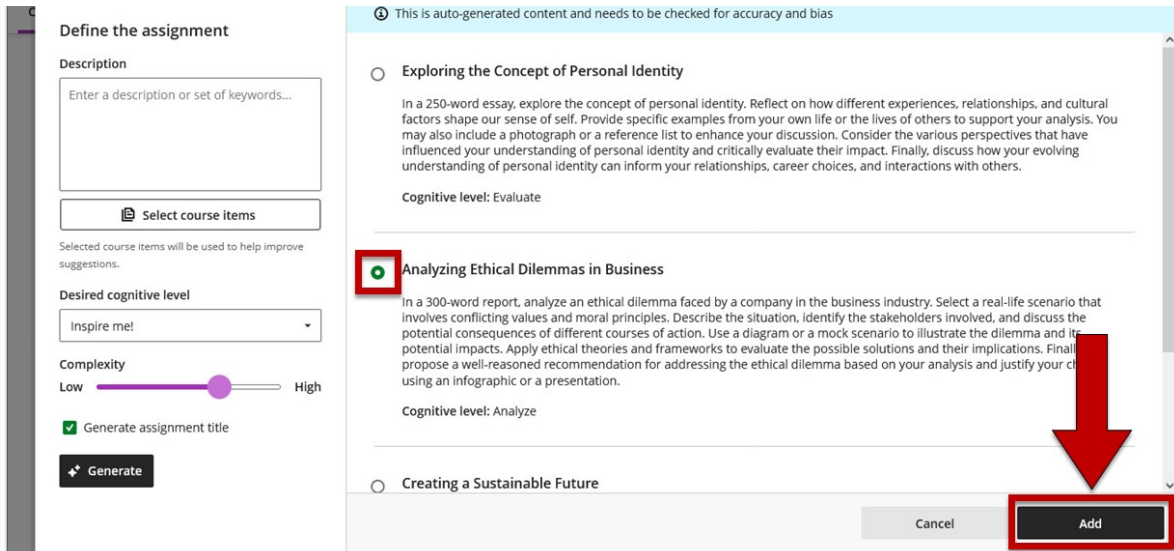 This is auto-generated content and needs to be checked for accuracy and bias
Define the assignment
Description
Enter a description or set of keywords...
Select course items
Selected course items will be used to help improve
suggestions.
Desired cognitive level
Inspire me!
Complexity
Low
High
Generate assignment title
Generate
Exploring the Concept of Personal Identity
In a 250-word essay, explore the concept of personal identity. Reflect on how different experiences, relationships, and cultural
factors shape our sense of self. Provide specific examples from your own life or the lives of others to support your analysis. You
may also include a photograph or a reference list to enhance your discussion. Consider the various perspectives that have
influenced your understanding of personal identity and critically evaluate their impact. Finally, discuss how your evolving
understanding of personal identity can inform your relationships, career choices, and interactions with others.
Cognitive level: Evaluate
Analyzing Ethical Dilemmas in Business
In a 300-word report, analyze an ethical dilemma faced by a company in the business industry. Select a real-life scenario that
involves conflicting values and moral principles. Describe the situation, identify the stakeholders involved, and discuss the
potential consequences of different courses of action. Use a diagram or a mock scenario to illustrate the dilemma and its
potential impacts. Apply ethical theories and frameworks to evaluate the possible solutions and their implications.
propose a well-reasoned recommendation for addressing the ethical dilemma based on your analysis and justify your
using an infographic or a presentation.
Cognitive level: Analyze
Creating a Sustainable Future
Cancel
Add